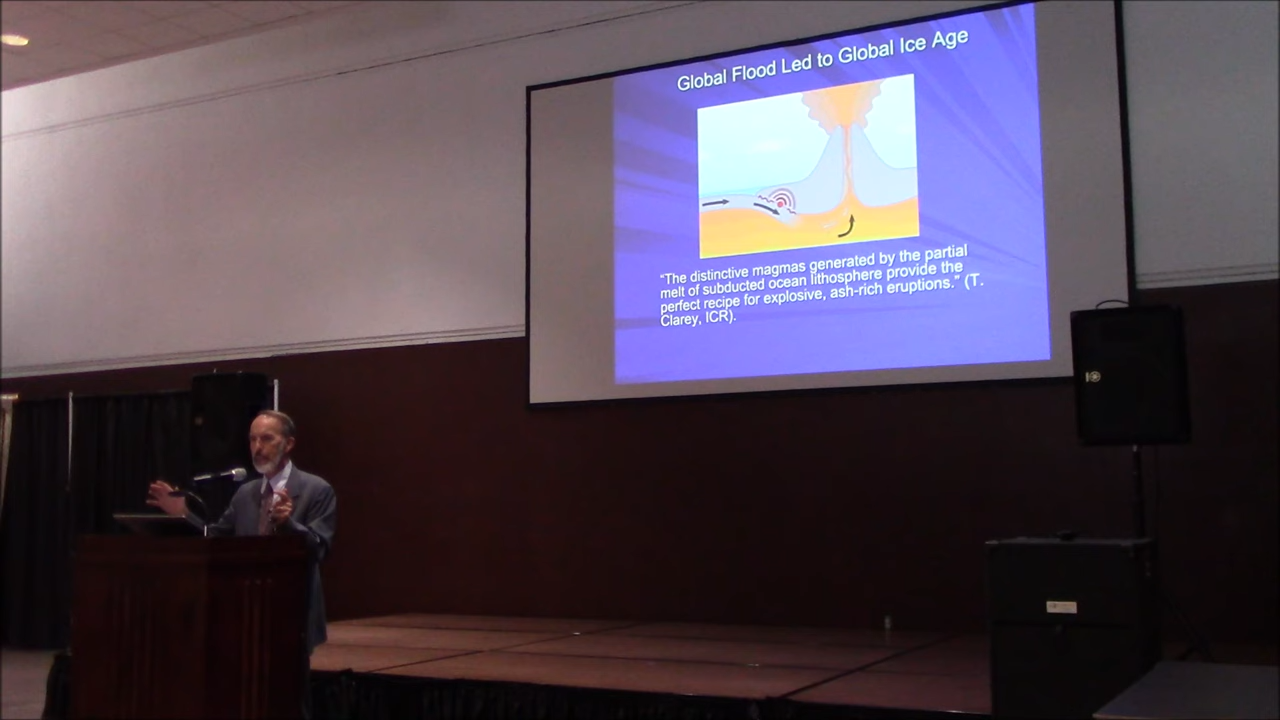 Global Flood Led to Global Ice Age
“The distinctive magmas generated by the partial
melt of subducted ocean lithosphere provide the
perfect recipe for explosive, ash-rich eruptions.” (T.
Clarey, ICR).